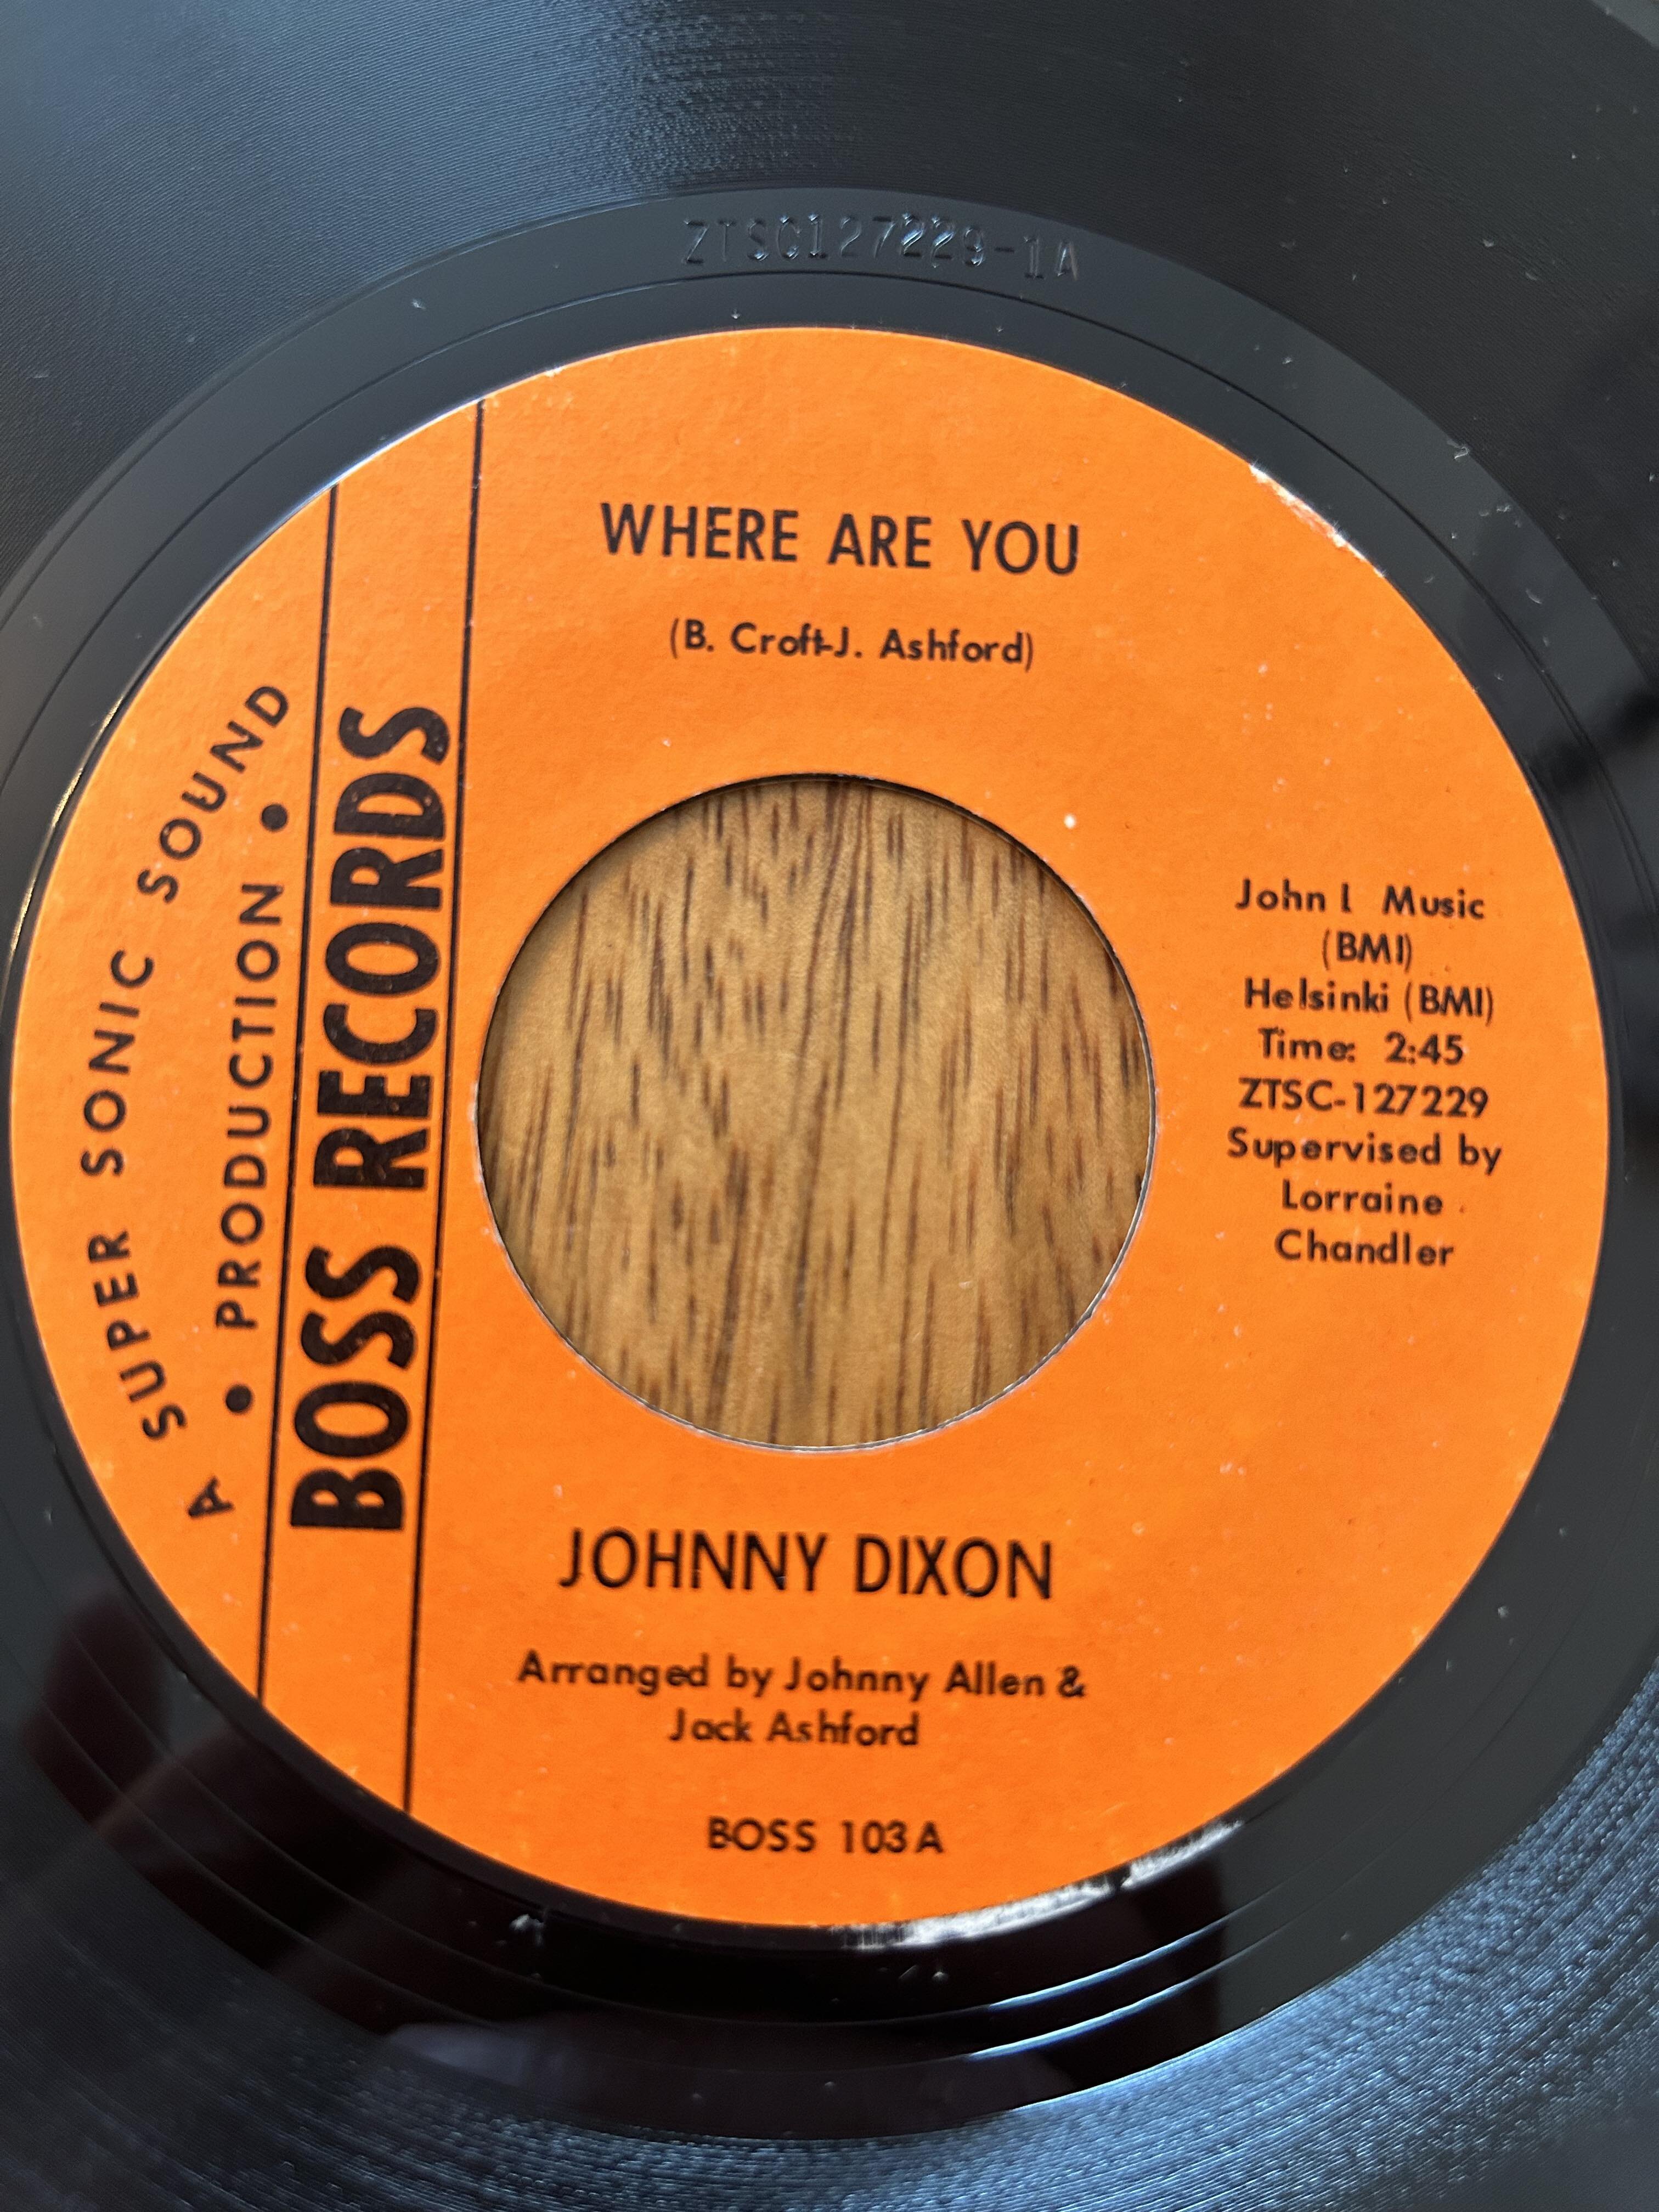 ZTSC127229-1A
WHERE ARE YOU
(B. Croft-J. Ashford)
A SUPER SONIC SOUND
• PRODUCTION •
BOSS RECORDS
John L Music
(BMI)
Helsinki (BMI)
Time: 2:45
ZTSC-127229
Supervised by
Lorraine
Chandler
JOHNNY DIXON
Arranged by Johnny Allen &
Jack Ashford
BOSS 103 A